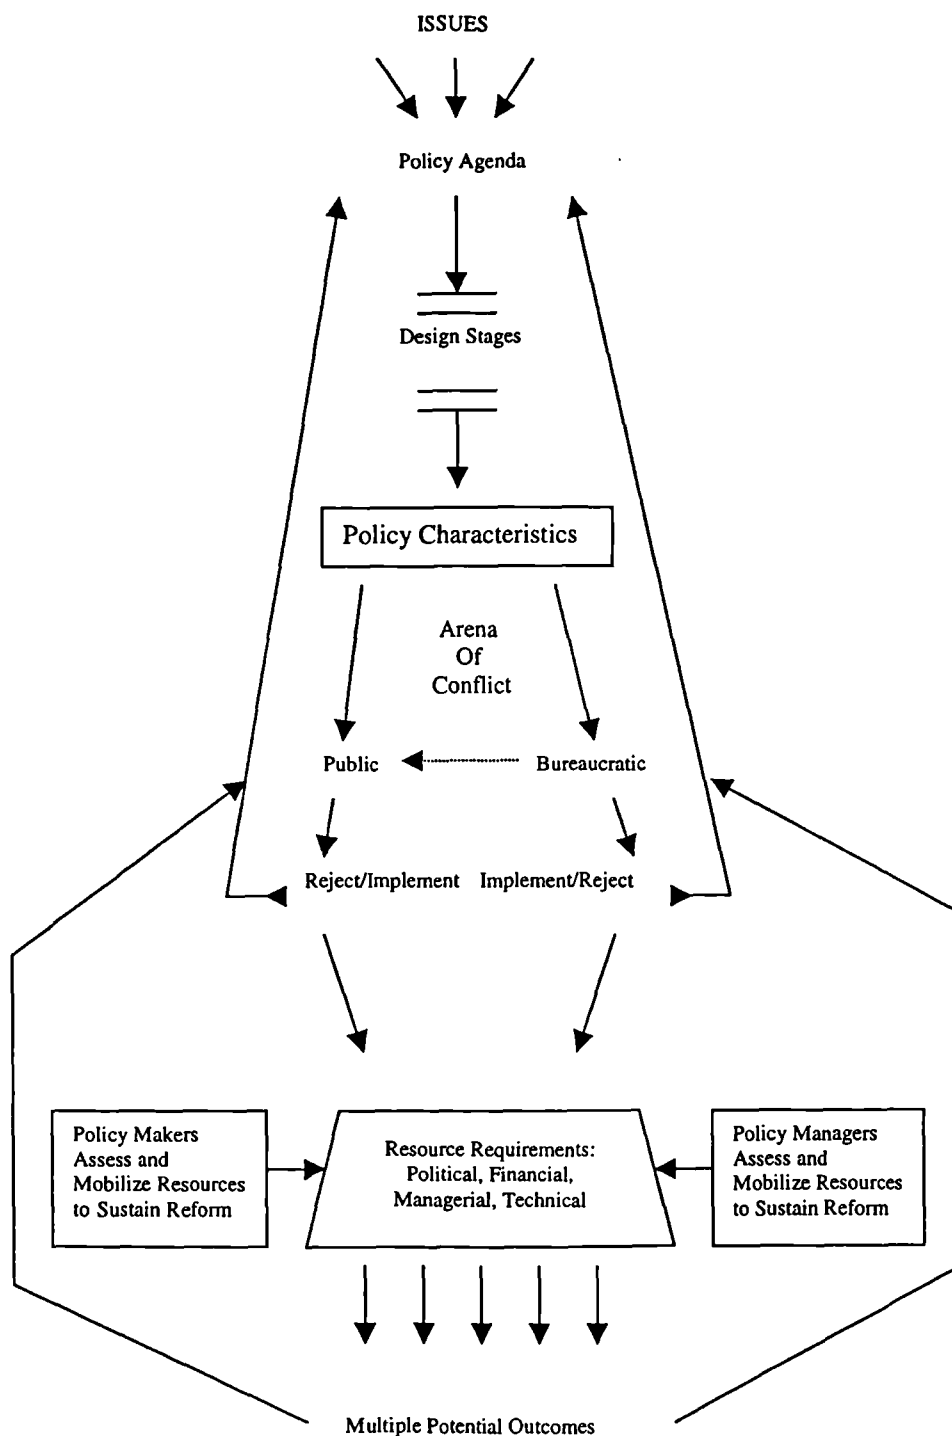 ISSUES
Policy Agenda
Design Stages
Policy Characteristics
Arena
Of
Conflict
Public
Bureaucratic
Reject/Implement
Implement/Reject
Policy Makers
Assess and
Mobilize Resources
to Sustain Reform
Resource Requirements:
Political, Financial,
Managerial, Technical
Policy Managers
Assess and
Mobilize Resources
to Sustain Reform
Multiple Potential Outcomes